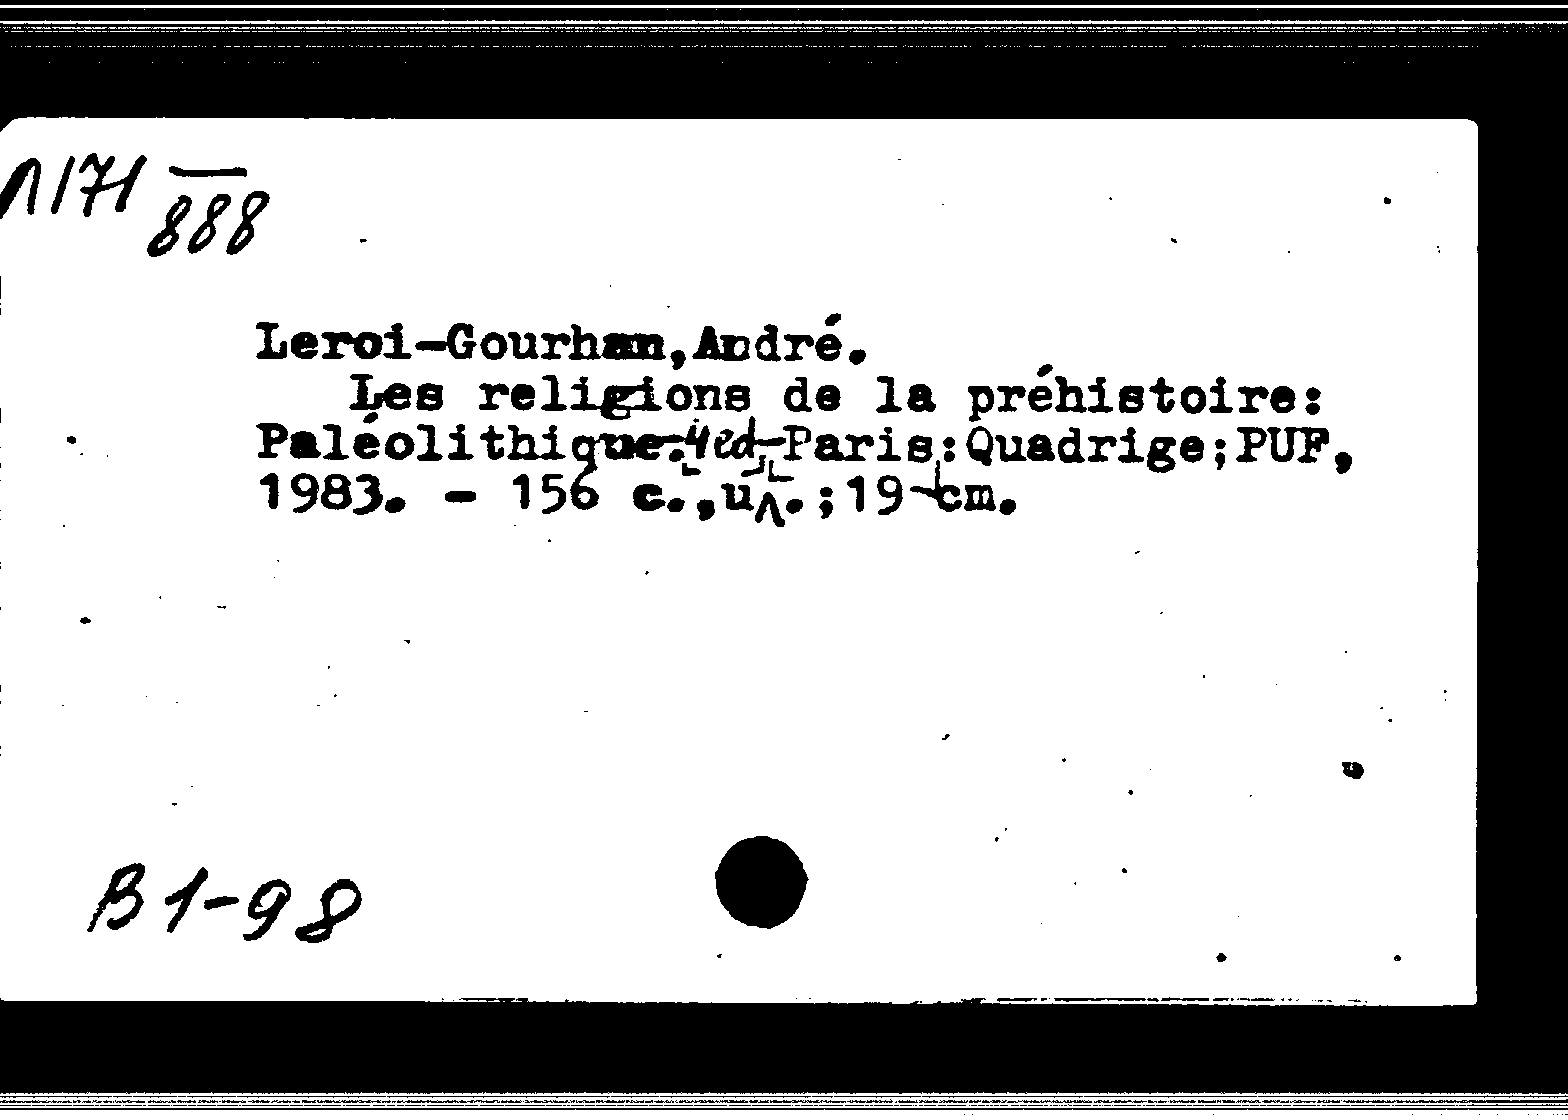 Л171 —
888
Leroi-Gourhan,André.
Les religions de la préhistoire:
Paléolithique.-4ed.-Paris:Quadrige;PUF,
1983. - 156 с.,ил.;19 cm.
B1-98